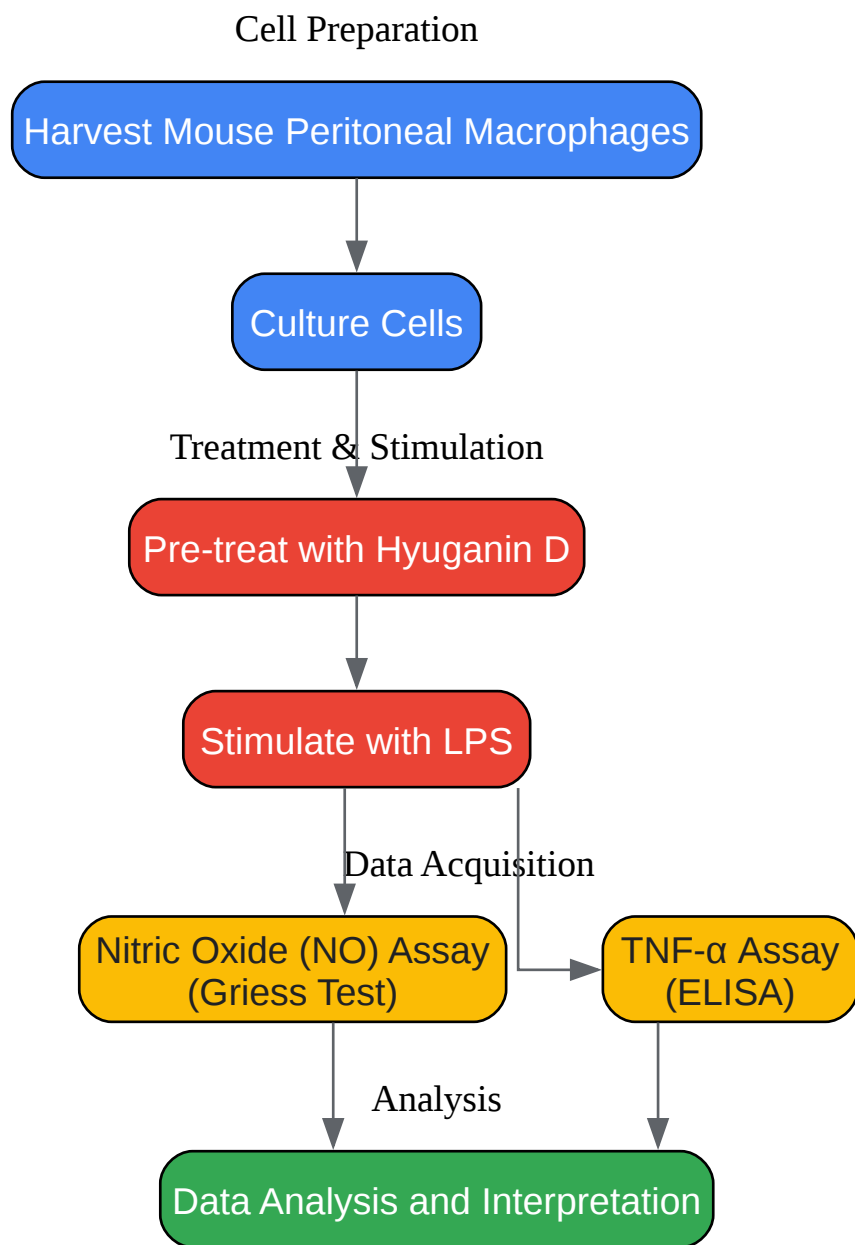 Cell Preparation
Harvest Mouse Peritoneal Macrophages
Culture Cells
Treatment & Stimulation
Pre-treat with Hyuganin D
Stimulate with LPS
Data Acquisition
Nitric Oxide (NO) Assay
(Griess Test)
TNF-α Assay
(ELISA)
Analysis
Data Analysis and Interpretation